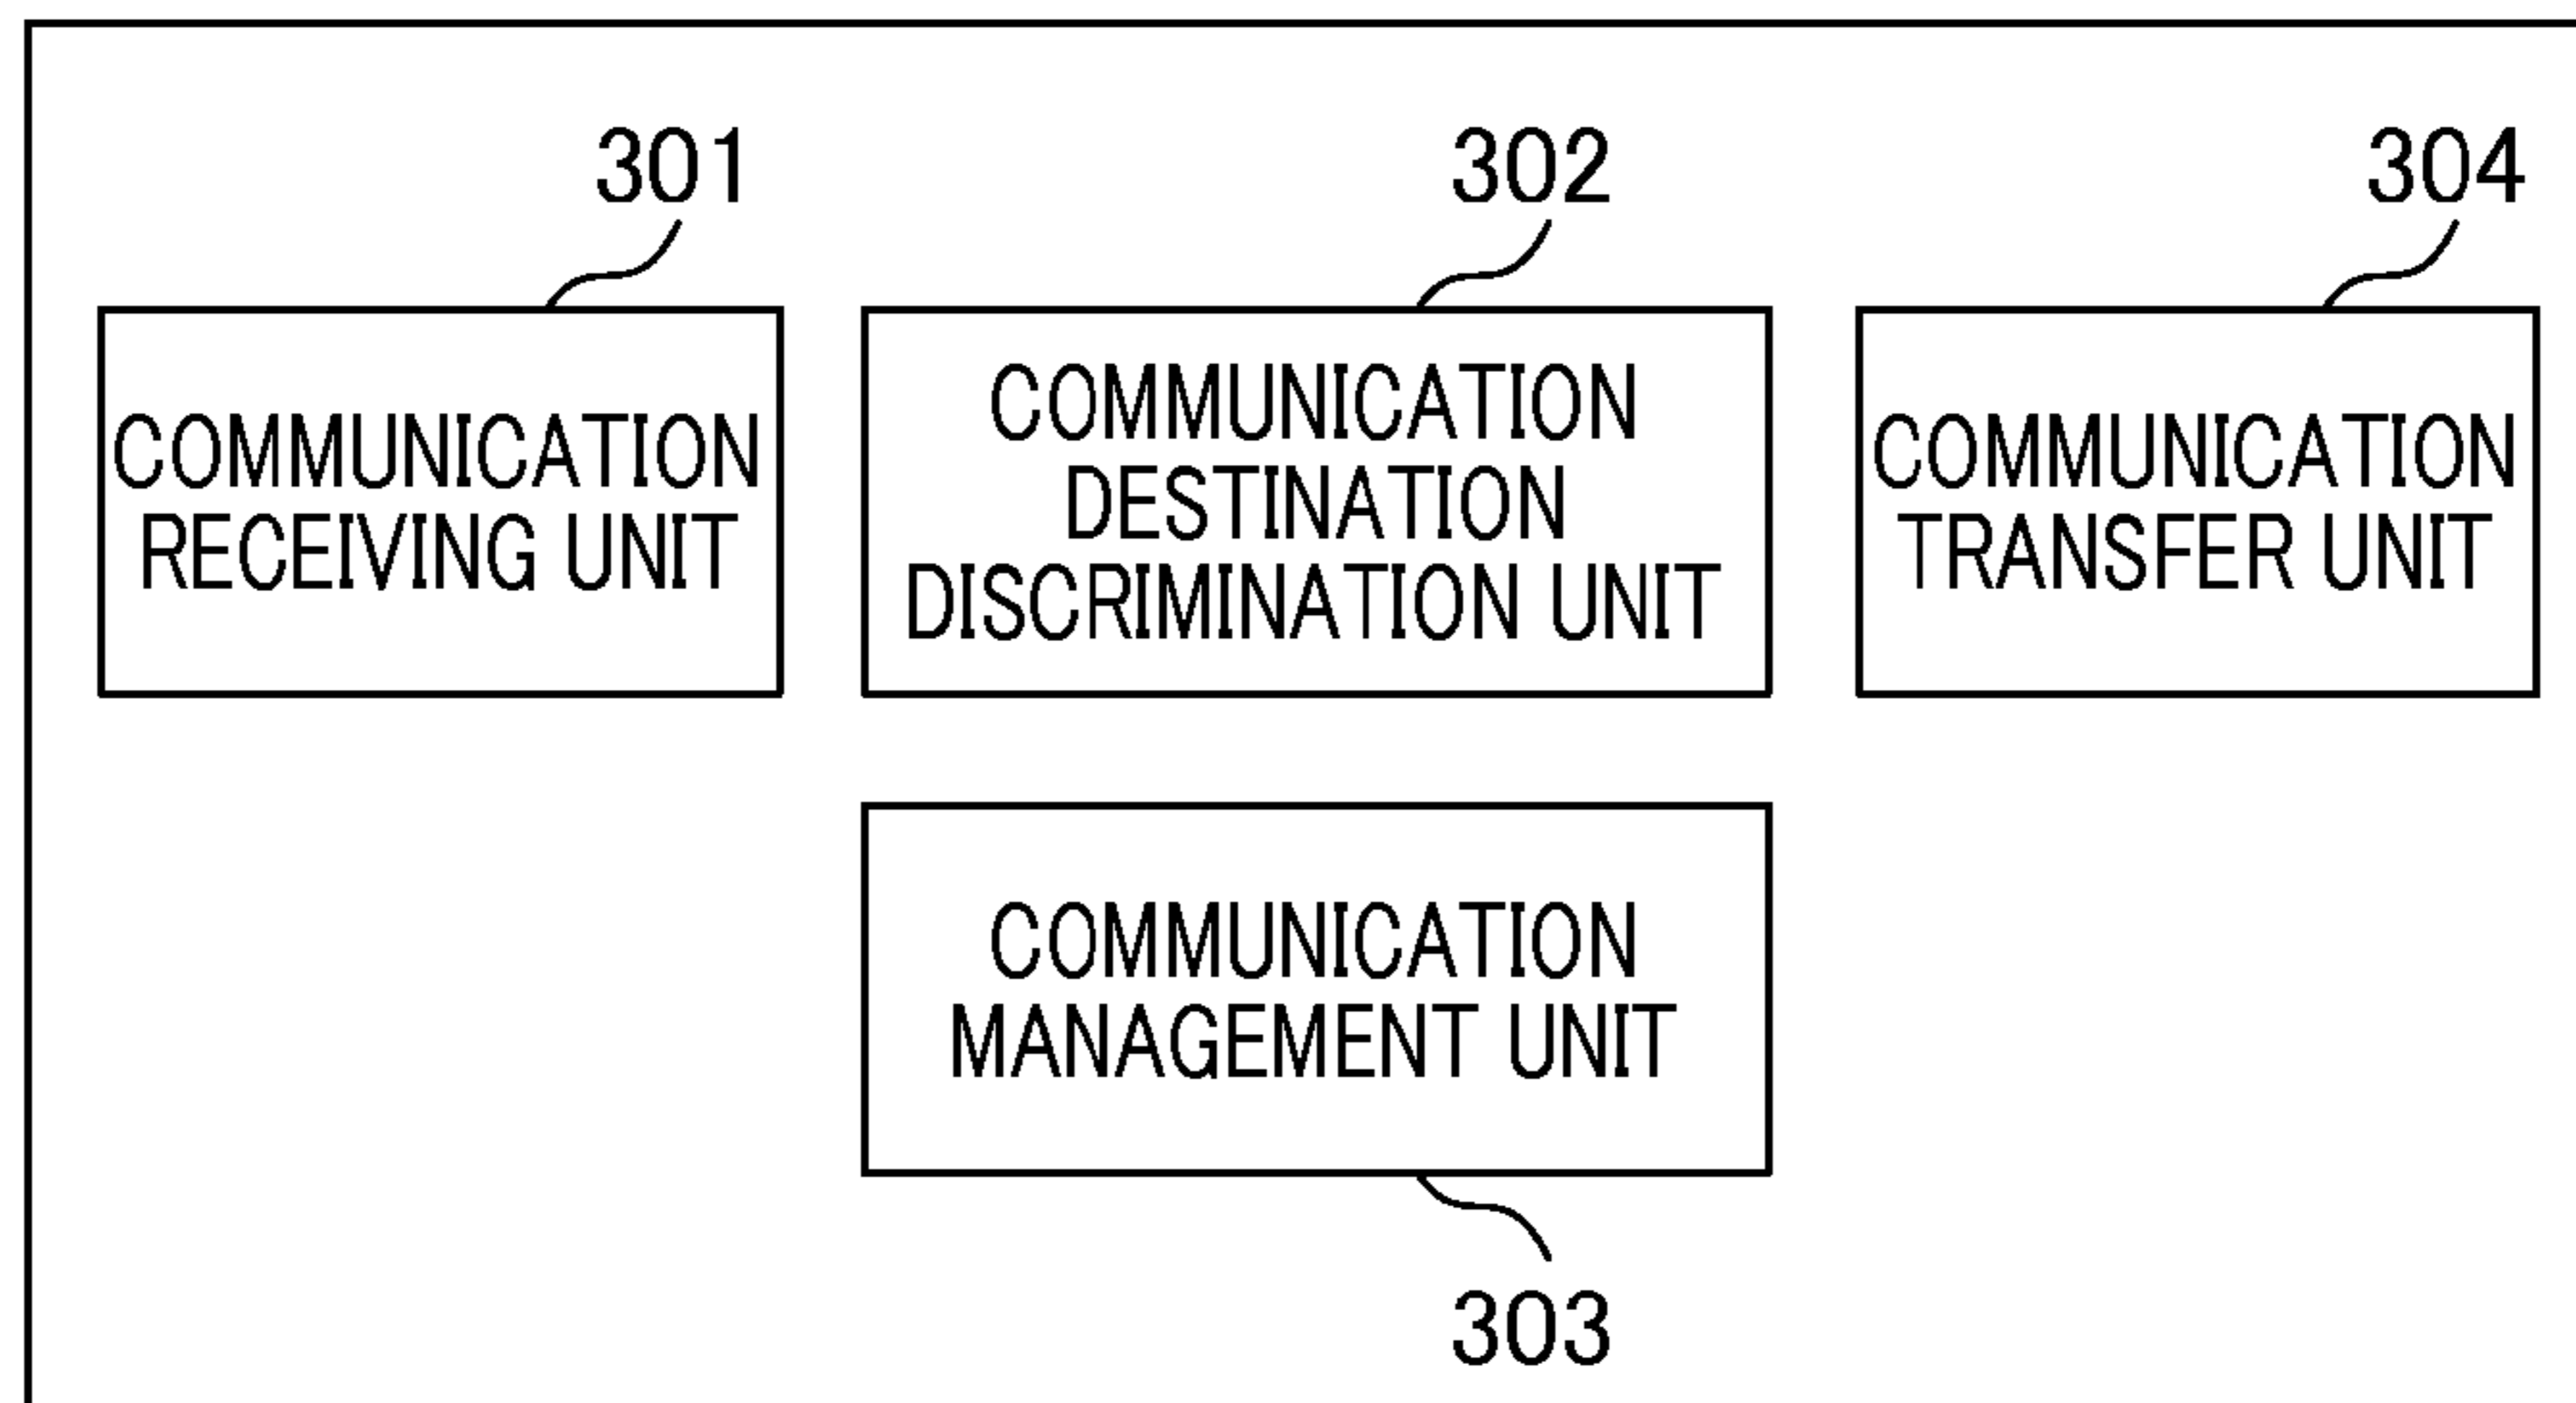 301
302
304
COMMUNICATION
RECEIVING UNIT
COMMUNICATION
DESTINATION
DISCRIMINATION UNIT
COMMUNICATION
TRANSFER UNIT
COMMUNICATION
MANAGEMENT UNIT
303